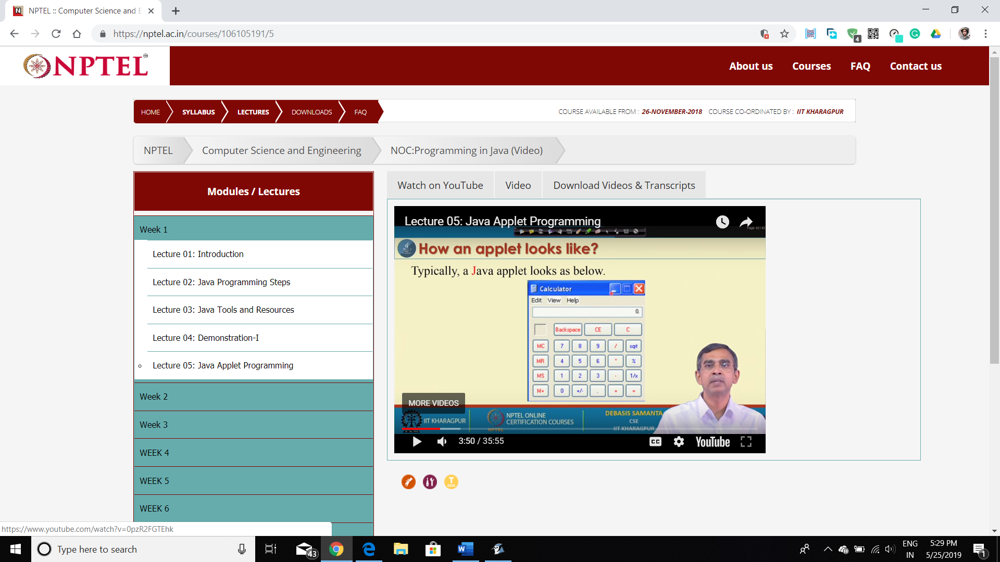 NPTEL :: Computer Science and E
https://nptel.ac.in/courses/106105191/5
4
NPTEL
About us
Courses
FAQ
Contact us
HOME
SYLLABUS
LECTURES
DOWNLOADS
FAQ
COURSE AVAILABLE FROM : 26-NOVEMBER-2018 COURSE CO-ORDINATED BY : IIT KHARAGPUR
NPTEL
Computer Science and Engineering
NOC:Programming in Java (Video)
Modules / Lectures
Week 1
Lecture 01: Introduction
Lecture 02: Java Programming Steps
Lecture 03: Java Tools and Resources
Lecture 04: Demonstration-I
Lecture 05: Java Applet Programming
Week 2
Week 3
WEEK 4
WEEK 5
WEEK 6
Watch on YouTube
Video
Download Videos & Transcripts
Lecture 05: Java Applet Programming
Page: 42 / 42
How an applet looks like?
Typically, a Java applet looks as below.
Calculator
Edit View Help
0.
Backspace CE C
MC 7 8 9 / sqrt
MR 4 5 6 * %
MS 1 2 3 - 1/x
M+ 0 +/- . + =
MORE VIDEOS
IIT KHARAGPUR
NPTEL ONLINE
CERTIFICATION COURSES
NPTEL
DEBASIS SAMANTA
CSE
IIT KHARAGPUR
3:50 / 35:55
CC
YouTube
T
https://www.youtube.com/watch?v=0pzR2FGTEhk
Type here to search
43
ENG
IN
5:29 PM
5/25/2019
1